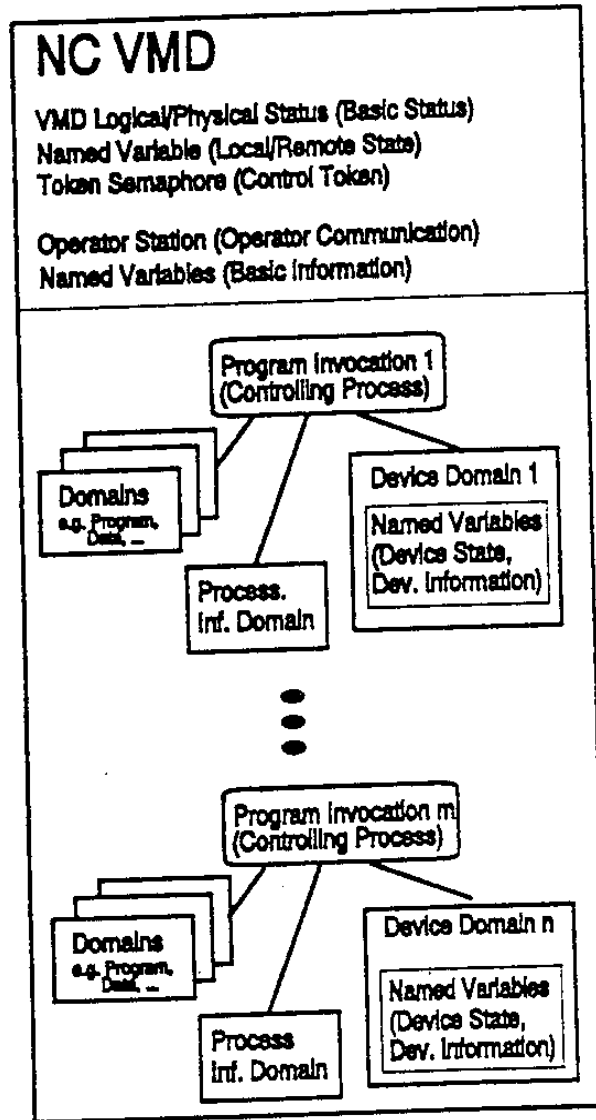 NC VMD
VMD Logical/Physical Status (Basic Status)
Named Variable (Local/Remote State)
Token Semaphore (Control Token)
Operator Station (Operator Communication)
Named Variables (Basic Information)
Program Invocation 1
(Controlling Process)
Domains
e.g. Program,
Data, ...
Process.
Inf. Domain
Device Domain 1
Named Variables
(Device State,
Dev. Information)
Program Invocation m
(Controlling Process)
Domains
e.g. Program,
Data, ...
Process
Inf. Domain
Device Domain n
Named Variables
(Device State,
Dev. Information)